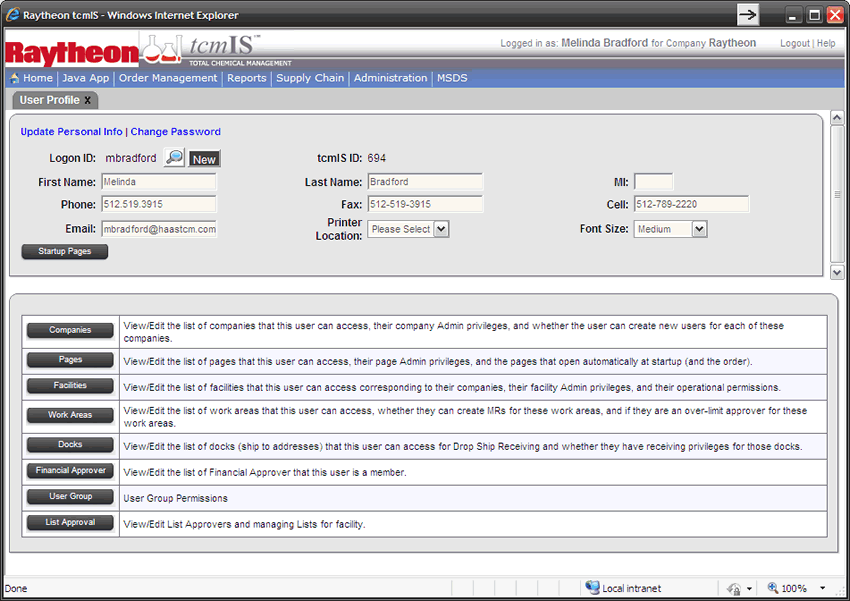 Raytheon tcmIS - Windows Internet Explorer
Raytheon tcmIS™ Logged in as: Melinda Bradford for Company Raytheon Logout | Help
TOTAL CHEMICAL MANAGEMENT
Home | Java App | Order Management | Reports | Supply Chain | Administration | MSDS
User Profile X
Update Personal Info | Change Password
Logon ID: mbradford New tcmIS ID: 694
First Name: Melinda Last Name: Bradford MI:
Phone: 512.519.3915 Fax: 512-519-3915 Cell: 512-789-2220
Email: mbradford@haastcm.com Printer Location: Please Select Font Size: Medium
Startup Pages
Companies View/Edit the list of companies that this user can access, their company Admin privileges, and whether the user can create new users for each of these
companies.
Pages View/Edit the list of pages that this user can access, their page Admin privileges, and the pages that open automatically at startup (and the order).
Facilities View/Edit the list of facilities that this user can access corresponding to their companies, their facility Admin privileges, and their operational permissions.
Work Areas View/Edit the list of work areas that this user can access, whether they can create MRs for these work areas, and if they are an over-limit approver for these
work areas.
Docks View/Edit the list of docks (ship to addresses) that this user can access for Drop Ship Receiving and whether they have receiving privileges for those docks.
Financial Approver View/Edit the list of Financial Approver that this user is a member.
User Group User Group Permissions
List Approval View/Edit List Approvers and managing Lists for facility.
Done Local intranet 100%